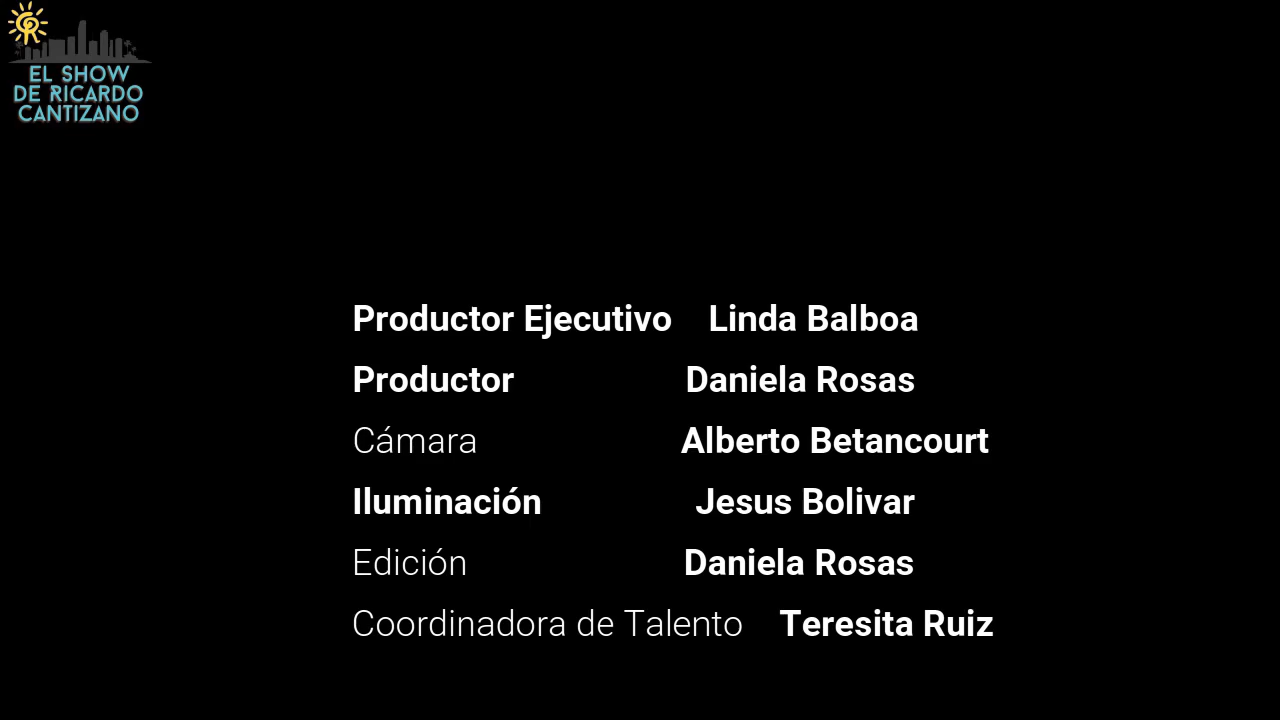 EL SHOW
DE RICARDO
CANTIZANO
Productor Ejecutivo Linda Balboa
Productor Daniela Rosas
Cámara Alberto Betancourt
Iluminación Jesus Bolivar
Edición Daniela Rosas
Coordinadora de Talento Teresita Ruiz